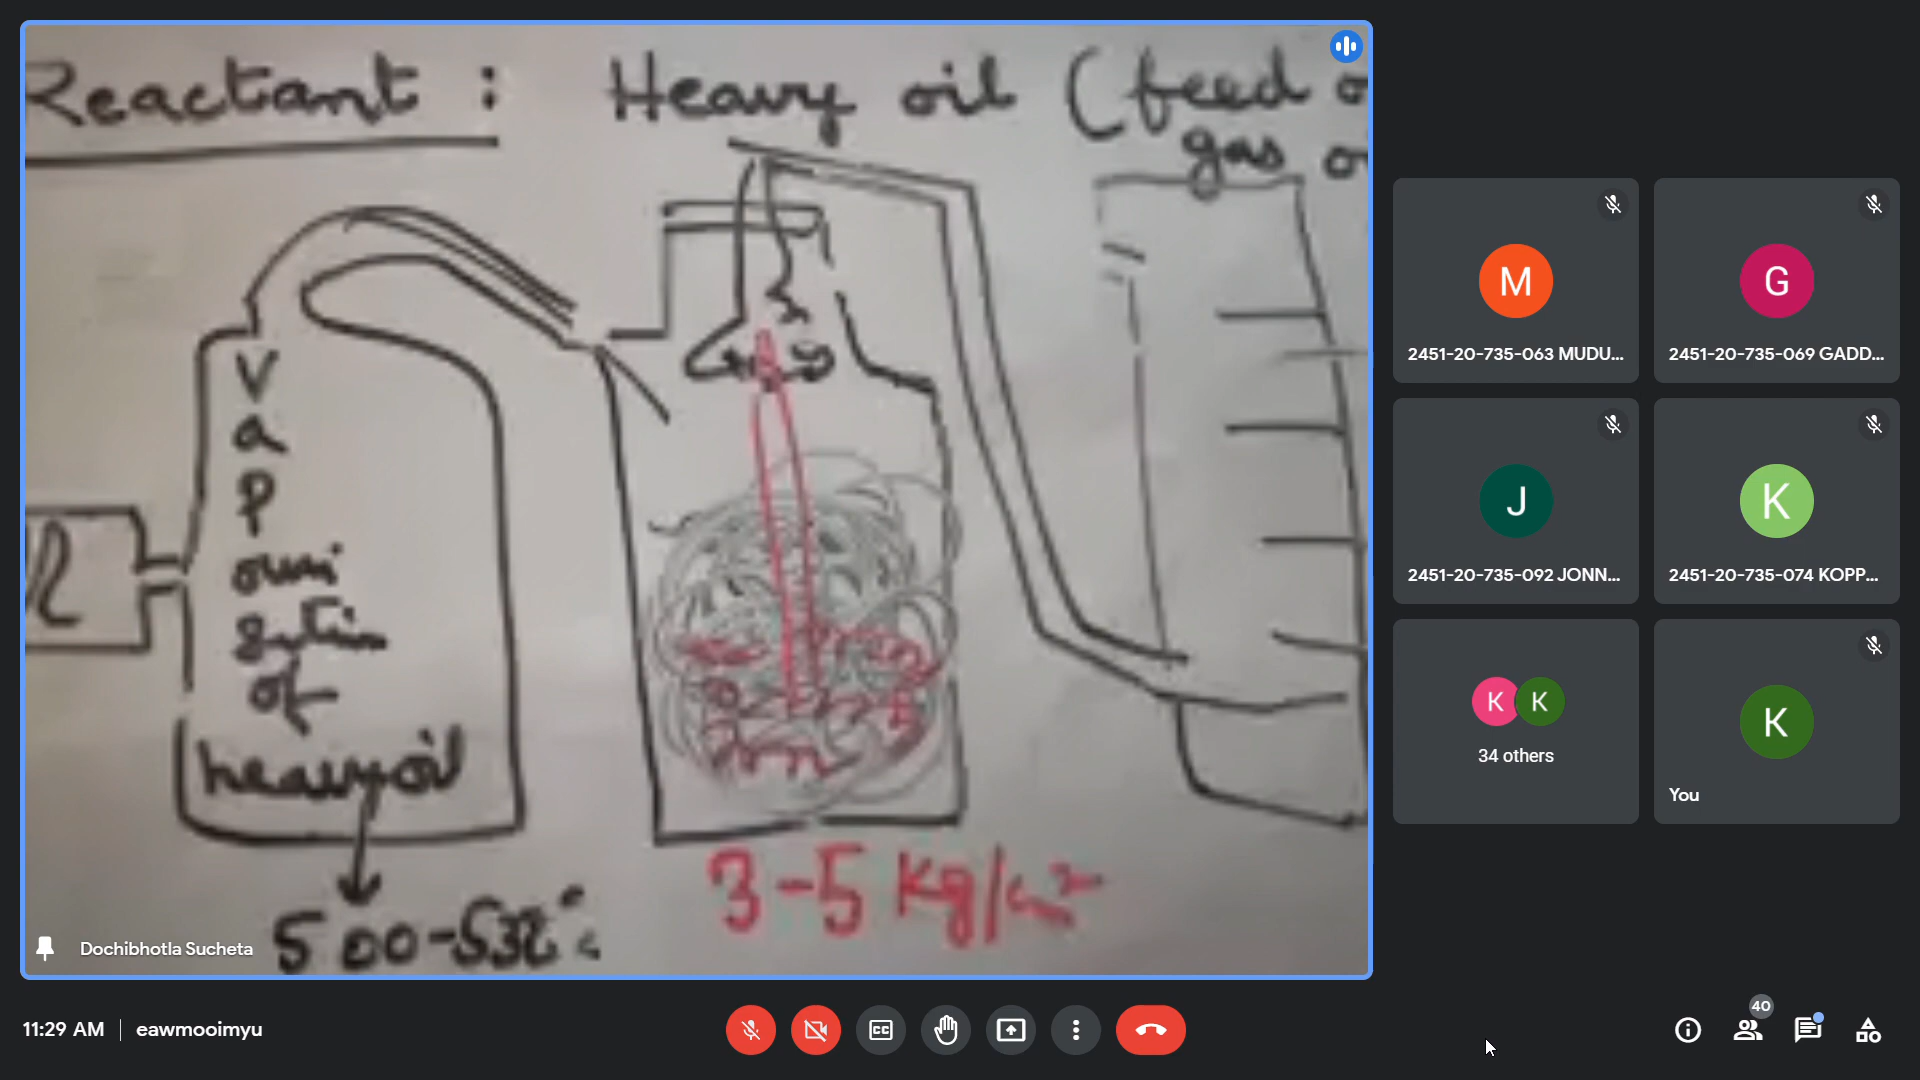 Reactant : Heavy oil (feed o
gas o
V
a
P
ouri
of
heavy oil
500-532°c
3-5 Kg/
Dochibhotla Sucheta
M
2451-20-735-063 MUDU...
G
2451-20-735-069 GADD...
J
2451-20-735-092 JONN...
K
2451-20-735-074 KOPP...
K K
34 others
K
You
11:29 AM | eawmooimyu
CC
40